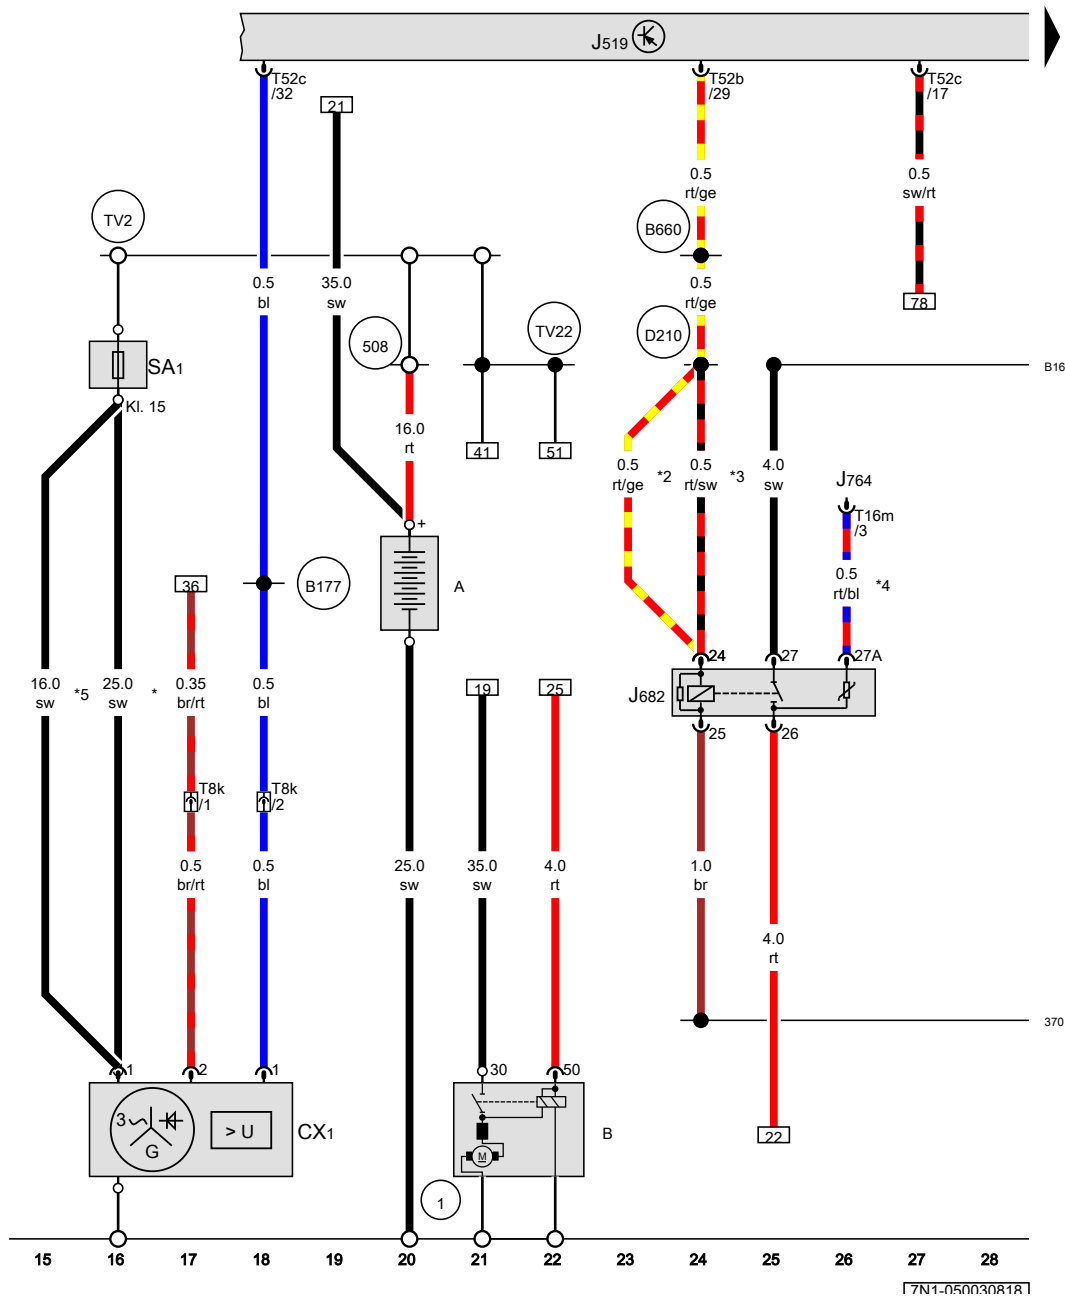 J519
T52c
/32
T52b
/29
T52c
/17
21
0.5
rt/ge
0.5
sw/rt
TV2
B660
0.5
bl
35.0
sw
0.5
rt/ge
78
508
TV22
D210
SA1
B16
Kl. 15
16.0
rt
41
51
0.5
rt/ge
*2
0.5
rt/sw
*3
4.0
sw
J764
T16m
/3
+
36
B177
A
0.5
rt/bl
*4
24
27
27A
16.0
sw
*5
25.0
sw
*
0.35
br/rt
0.5
bl
19
25
J682
25
26
T8k
/1
T8k
/2
0.5
br/rt
0.5
bl
25.0
sw
35.0
sw
4.0
rt
1.0
br
4.0
rt
370
1
2
1
30
50
22
3
G
> U
CX1
M
B
1
15 16 17 18 19 20 21 22 23 24 25 26 27 28
7N1-050030818